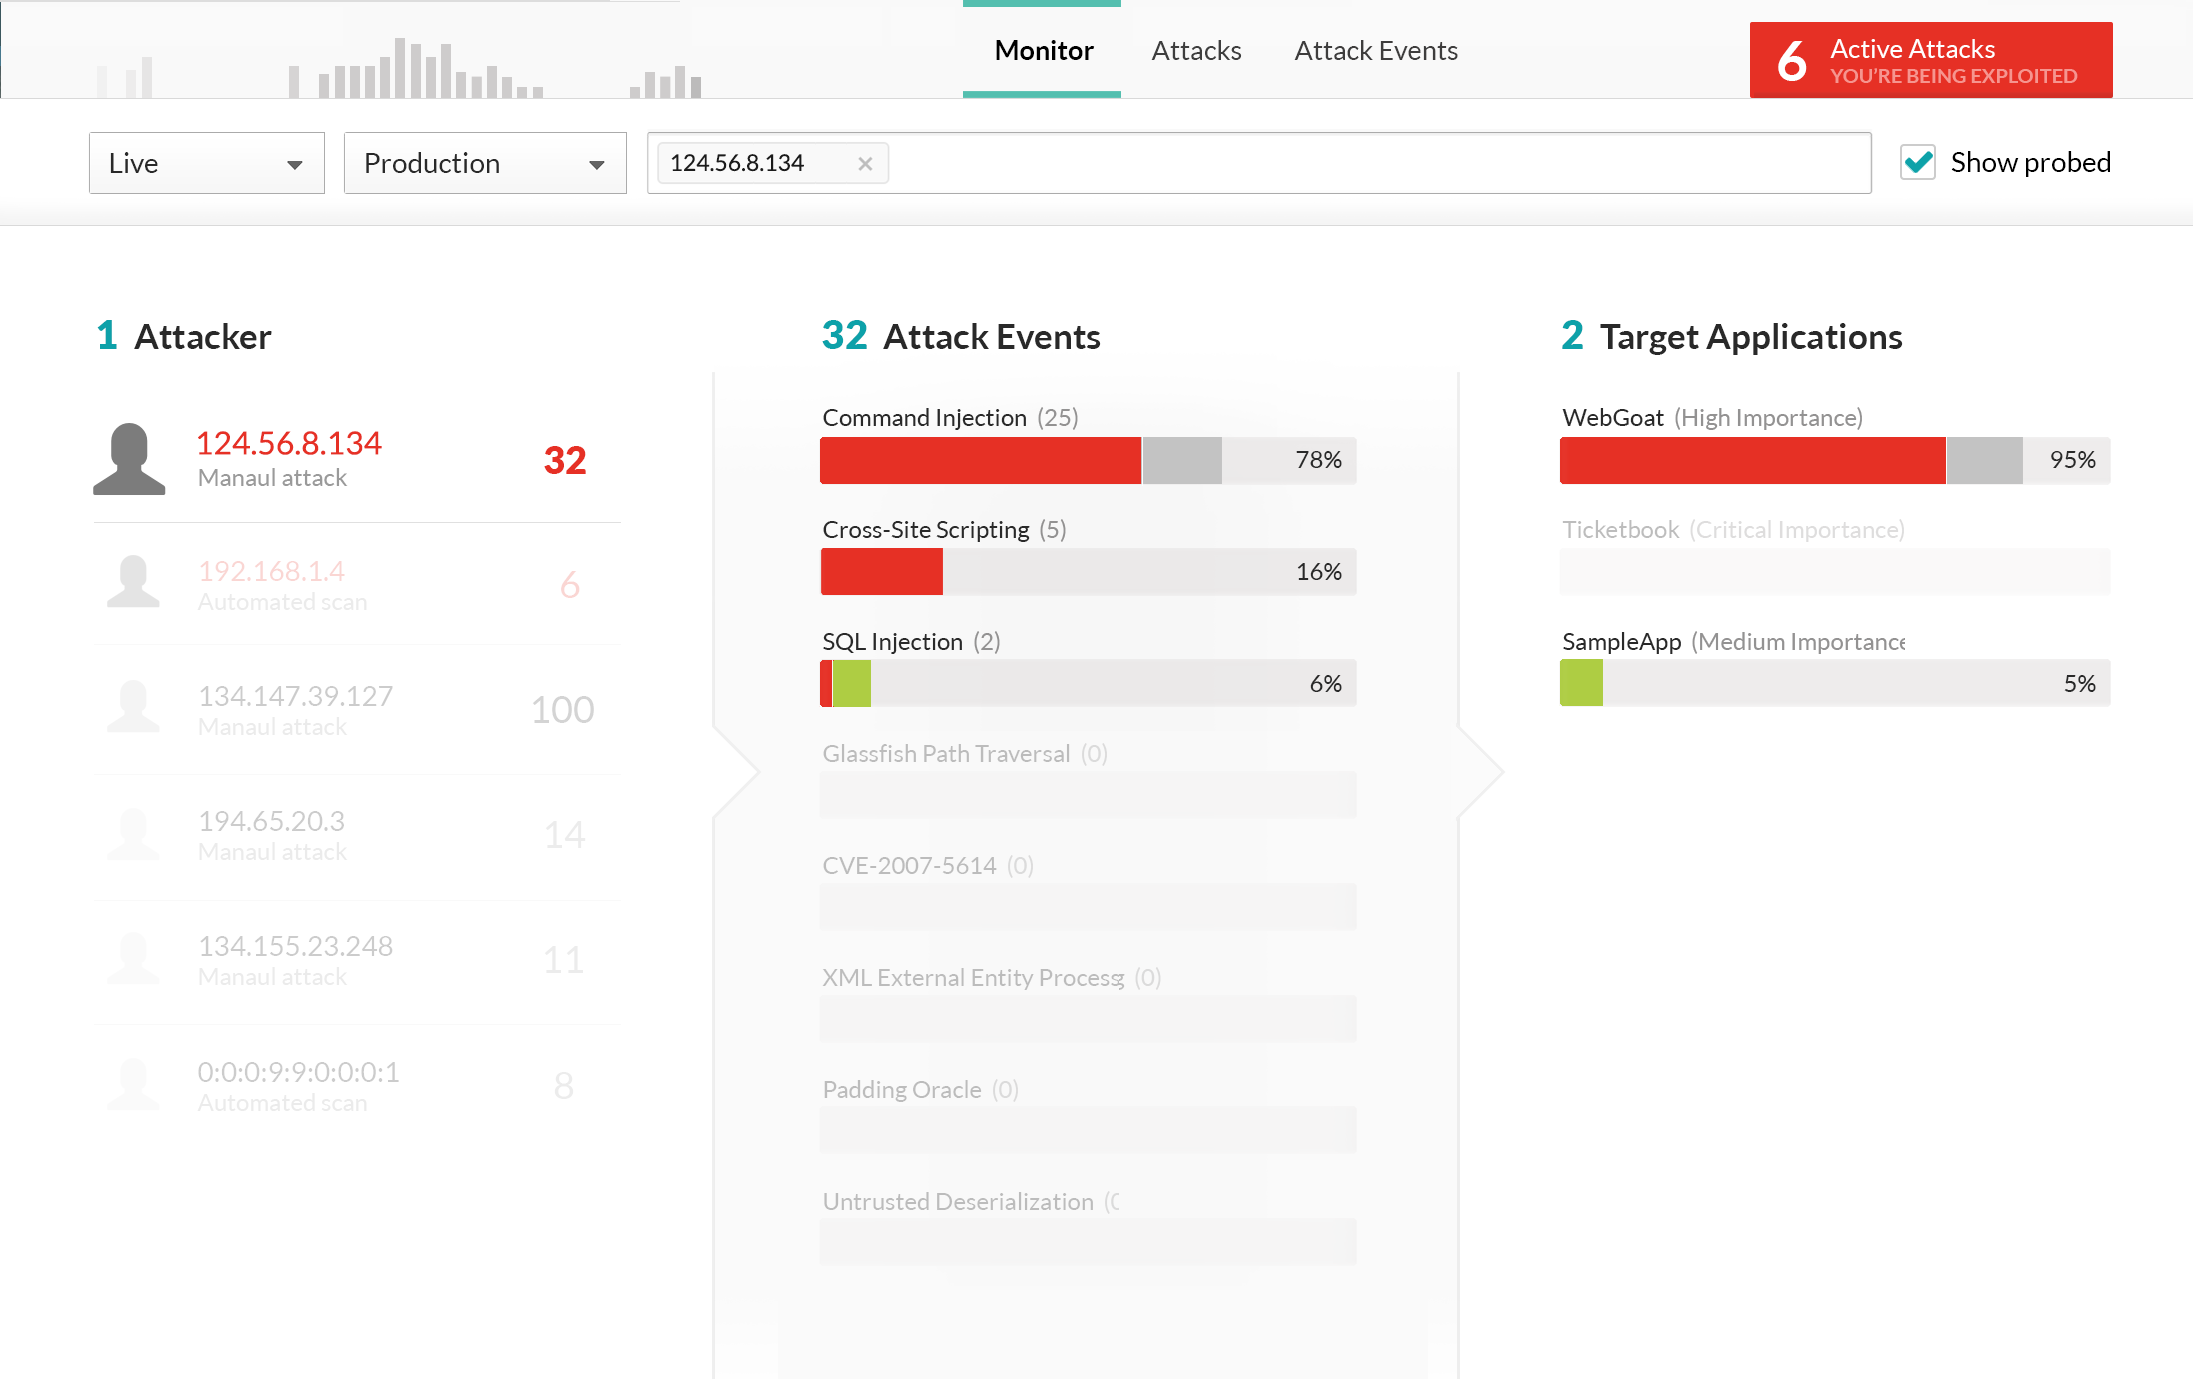 Monitor Attacks Attack Events
6 Active Attacks
YOU'RE BEING EXPLOITED
Live Production 124.56.8.134 × Show probed
1 Attacker
124.56.8.134 32
Manaul attack
192.168.1.4 6
Automated scan
134.147.39.127 100
Manaul attack
194.65.20.3 14
Manaul attack
134.155.23.248 11
Manaul attack
0:0:0:9:9:0:0:0:1 8
Automated scan
32 Attack Events
Command Injection (25)
78%
Cross-Site Scripting (5)
16%
SQL Injection (2)
6%
Glassfish Path Traversal (0)
CVE-2007-5614 (0)
XML External Entity (0)
Padding Oracle (0)
Untrusted Deserialization
2 Target Applications
WebGoat (High Importance)
95%
Ticketbook (Critical Importance)
SampleApp (Medium Importance
5%